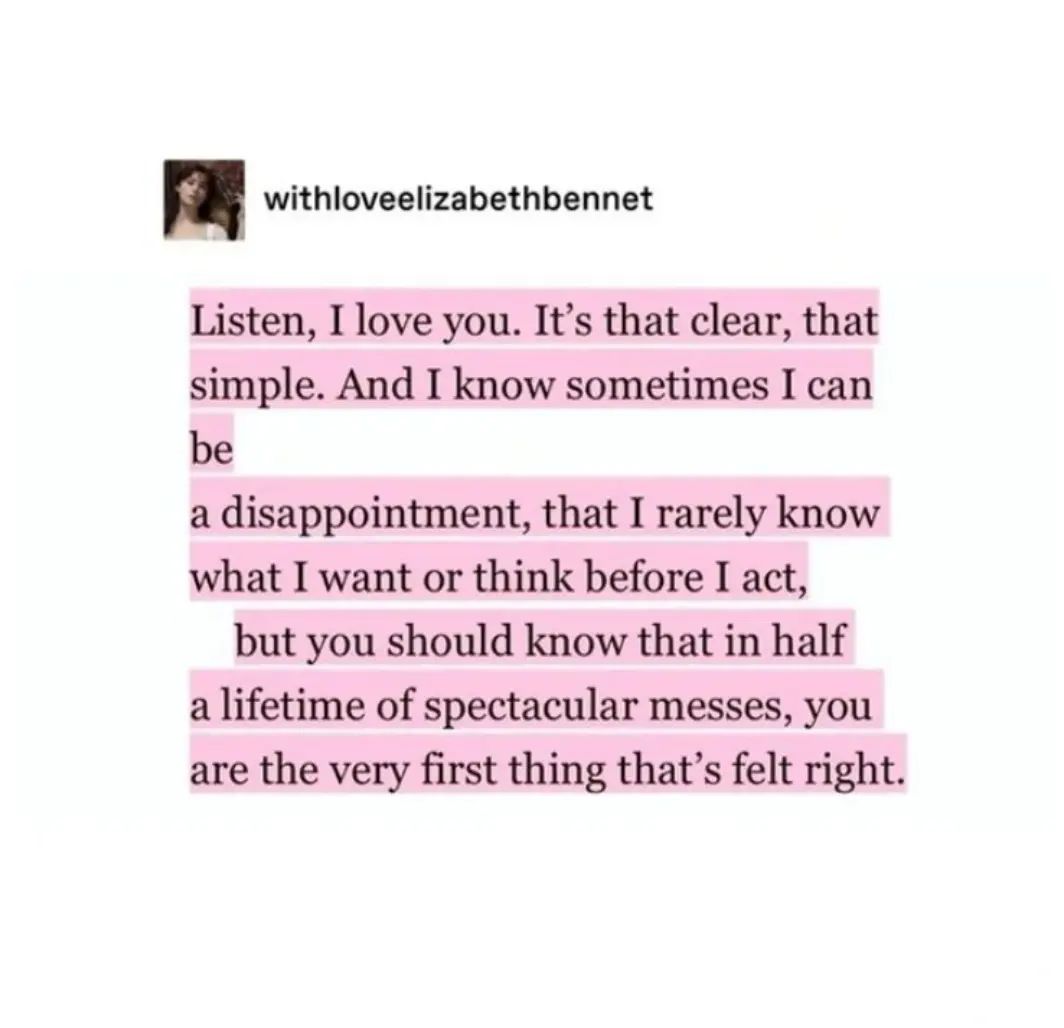 withloveelizabethbennet
Listen, I love you. It’s that clear, that
simple. And I know sometimes I can
be
a disappointment, that I rarely know
what I want or think before I act,
but you should know that in half
a lifetime of spectacular messes, you
are the very first thing that’s felt right.